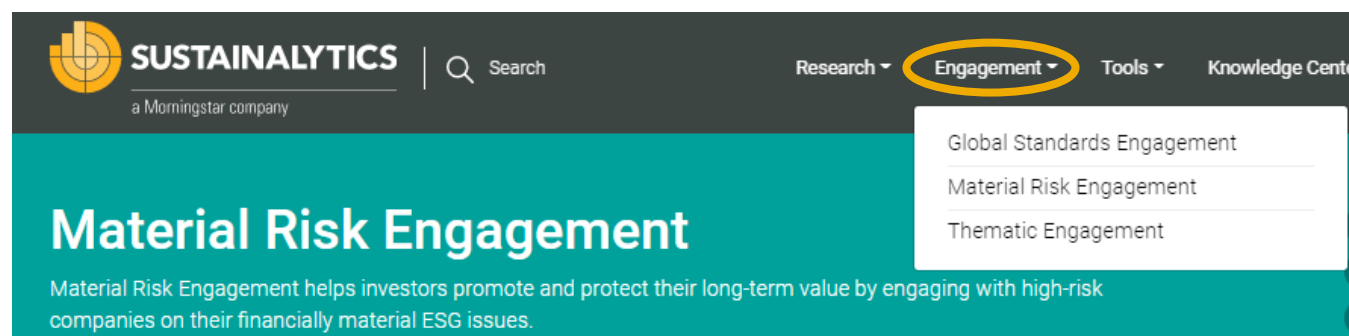 SUSTAINALYTICS
a Morningstar company
Search
Research
Engagement
Tools
Knowledge Cente
Global Standards Engagement
Material Risk Engagement
Thematic Engagement
Material Risk Engagement
Material Risk Engagement helps investors promote and protect their long-term value by engaging with high-risk
companies on their financially material ESG issues.